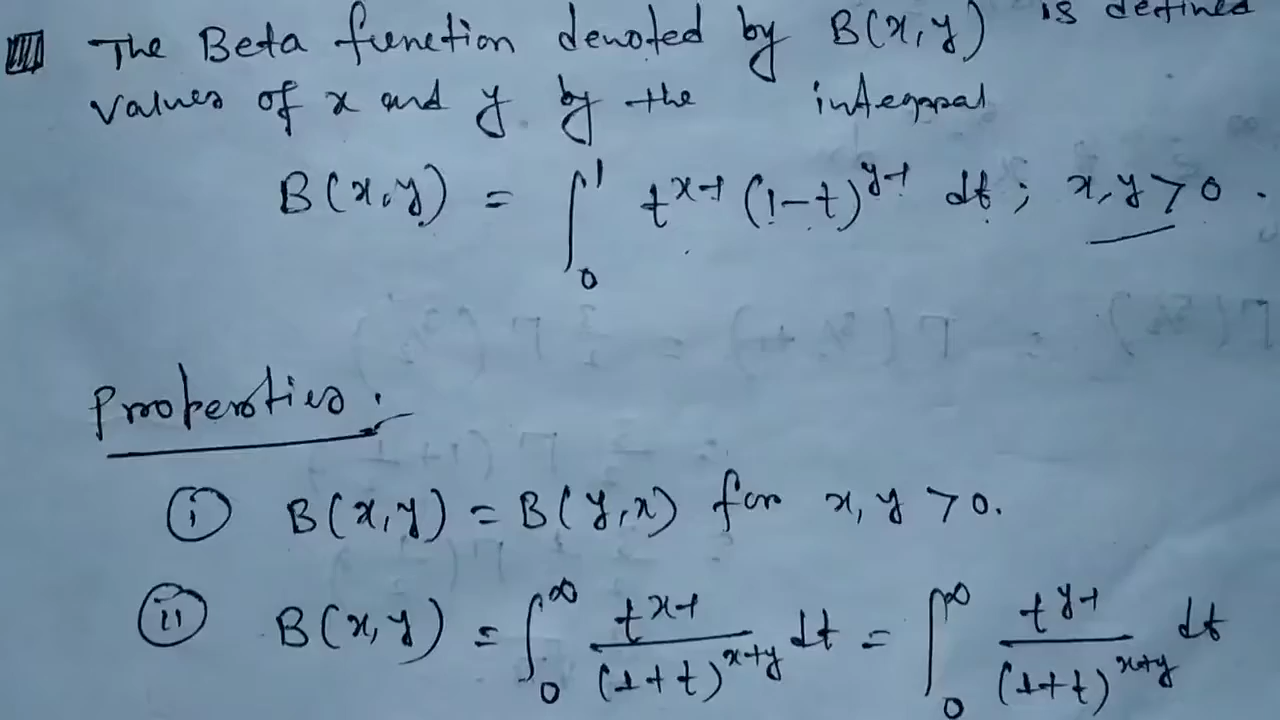 The Beta function denoted by B(x,y) is defined
values of x and y by the integral
B(x,y) = ∫₀¹ t^(x-1) (1-t)^(y-1) dt; x,y > 0.
Properties.
(i) B(x,y) = B(y,x) for x, y > 0.
(ii) B(x,y) = ∫₀^∞ t^(x-1)/(1+t)^(x+y) dt = ∫₀^∞ t^(y-1)/(1+t)^(x+y) dt